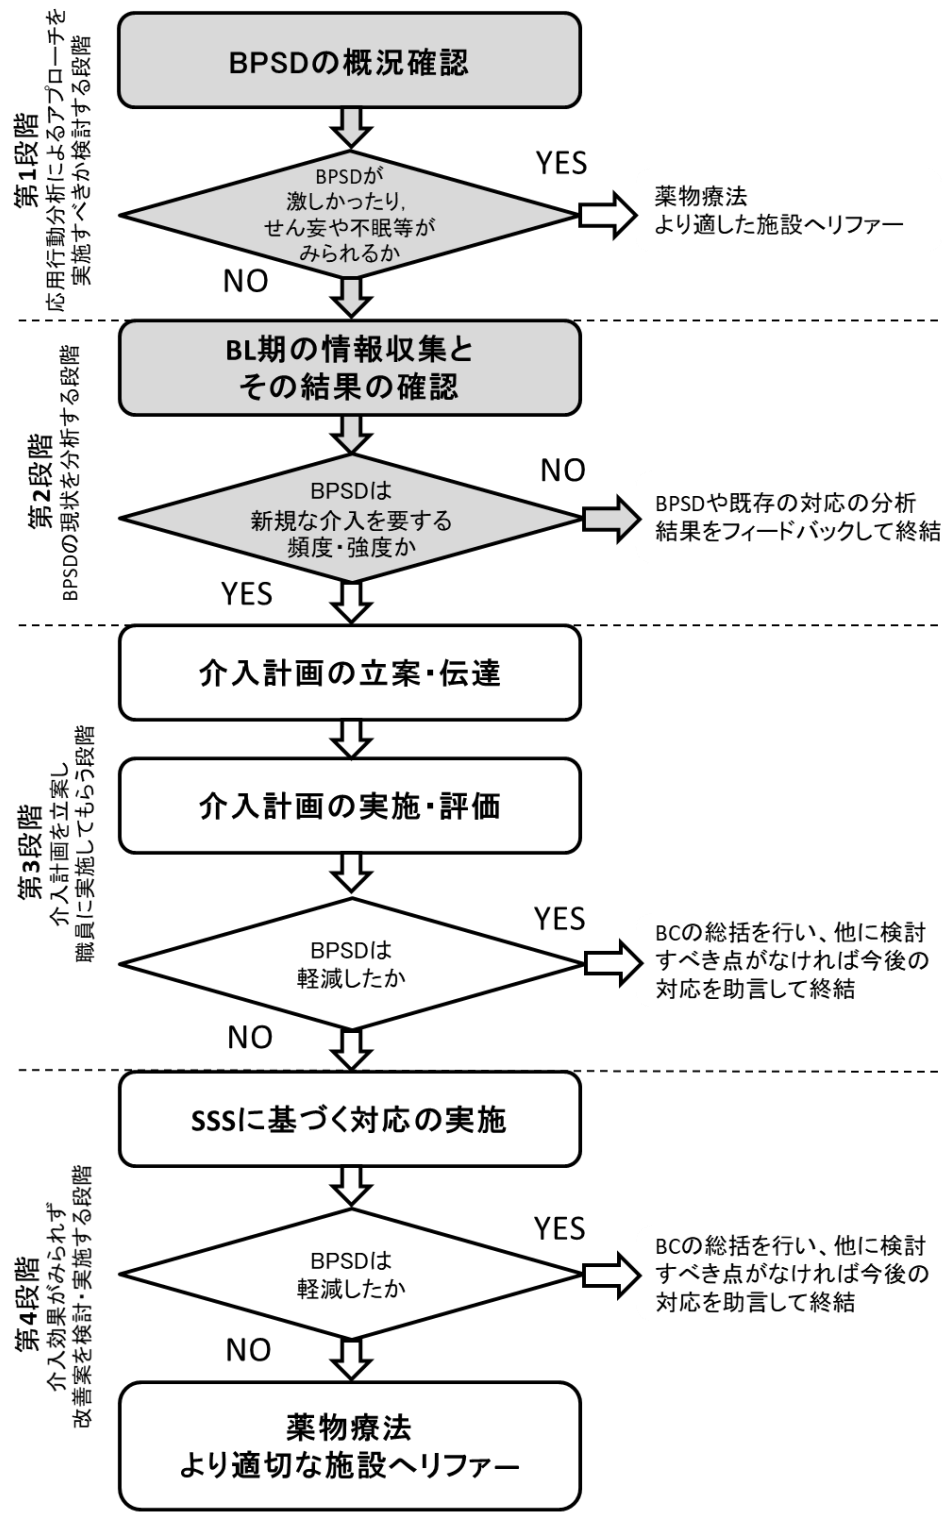 第1段階
応用行動分析によるアプローチを
実施すべきか検討する段階
BPSDの概況確認
BPSDが
激しかったり,
せん妄や不眠等が
みられるか
YES
薬物療法
より適した施設へリファー
NO
第2段階
BPSDの現状を分析する段階
BL期の情報収集と
その結果の確認
BPSDは
新規な介入を要する
頻度・強度か
NO
BPSDや既存の対応の分析
結果をフィードバックして終結
YES
第3段階
介入計画を立案し
職員に実施してもらう段階
介入計画の立案・伝達
介入計画の実施・評価
BPSDは
軽減したか
YES
BCの総括を行い、他に検討
すべき点がなければ今後の
対応を助言して終結
NO
第4段階
介入効果がみられず
改善案を検討・実施する段階
SSSに基づく対応の実施
BPSDは
軽減したか
YES
BCの総括を行い、他に検討
すべき点がなければ今後の
対応を助言して終結
NO
薬物療法
より適切な施設へリファー